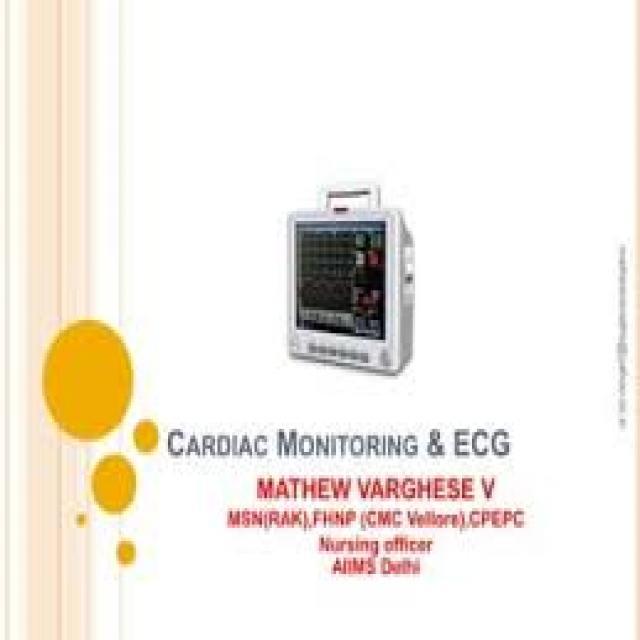 CARDIAC MONITORING & ECG
MATHEW VARGHESE V
MSN(RAK),FHNP (CMC Vellore),CPEPC
Nursing officer
AIIMS Delhi